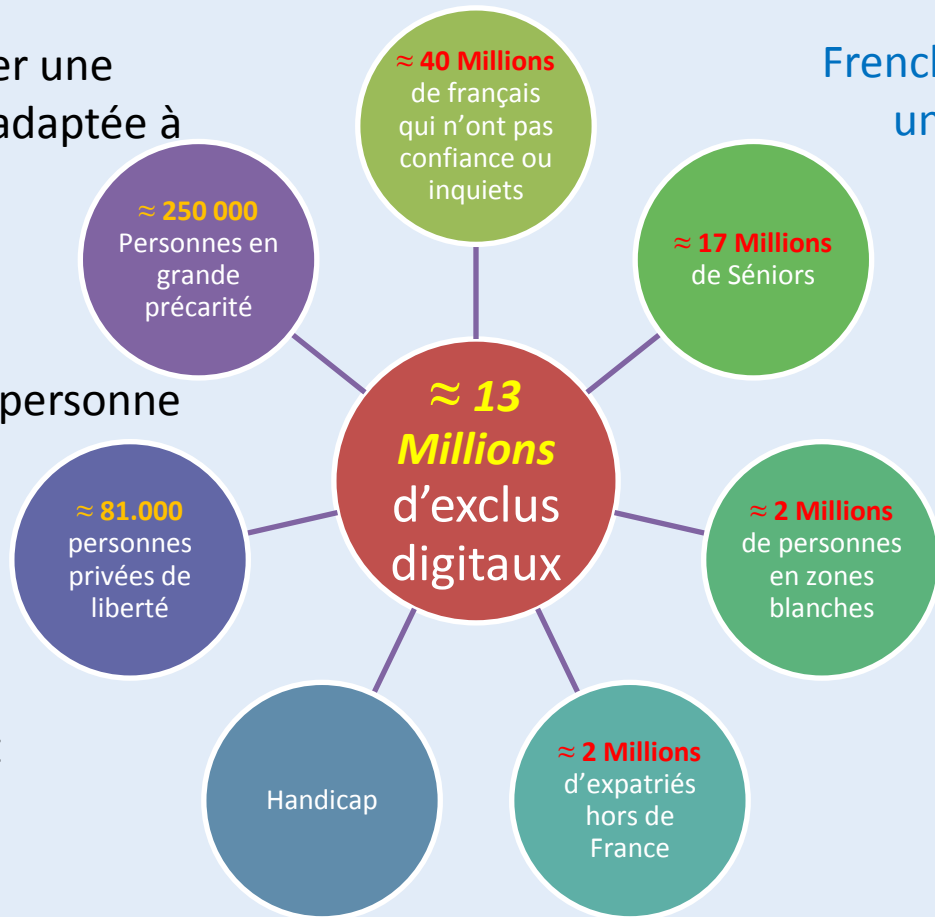 er une
adaptée à
personne
French
un
≈ 40 Millions
de français
qui n’ont pas
confiance ou
inquiets
≈ 17 Millions
de Séniors
≈ 2 Millions
de personnes
en zones
blanches
≈ 2 Millions
d’expatriés
hors de
France
Handicap
≈ 81.000
personnes
privées de
liberté
≈ 250 000
Personnes en
grande
précarité
≈ 13
Millions
d’exclus
digitaux